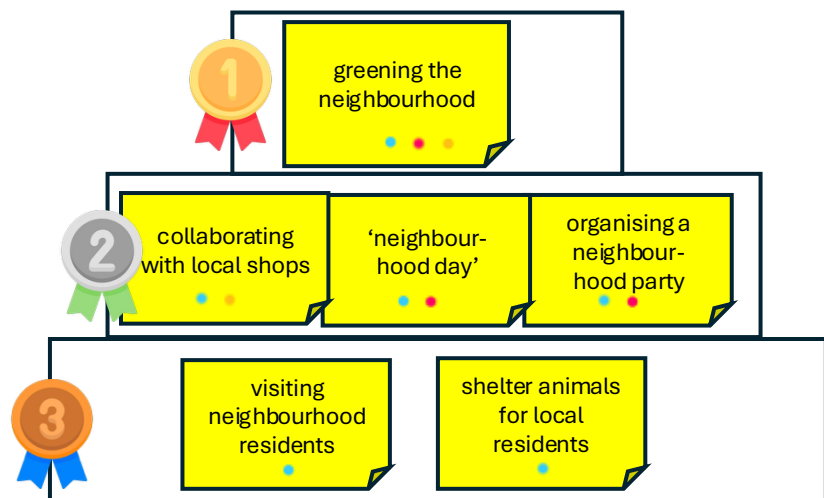 1
greening the
neighbourhood
2
collaborating
with local shops
‘neighbour-
hood day’
organising a
neighbour-
hood party
3
visiting
neighbourhood
residents
shelter animals
for local
residents